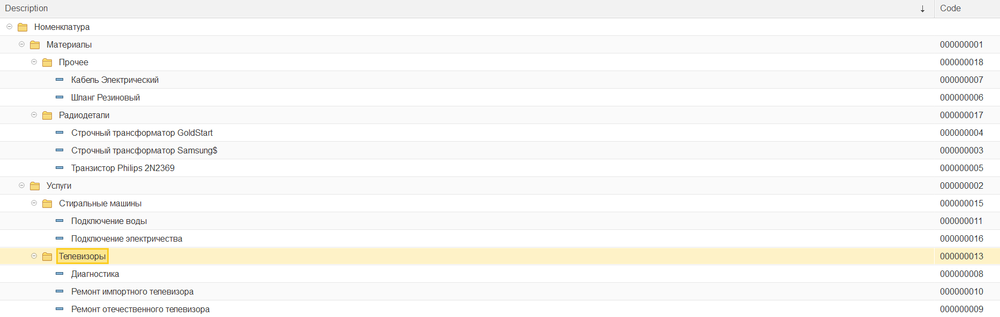 Description ↓ Code
Номенклатура
Материалы 000000001
Прочее 000000018
Кабель Электрический 000000007
Шланг Резиновый 000000006
Радиодетали 000000017
Строчный трансформатор GoldStart 000000004
Строчный трансформатор Samsung$ 000000003
Транзистор Philips 2N2369 000000005
Услуги 000000002
Стиральные машины 000000015
Подключение воды 000000011
Подключение электричества 000000016
Телевизоры 000000013
Диагностика 000000008
Ремонт импортного телевизора 000000010
Ремонт отечественного телевизора 000000009